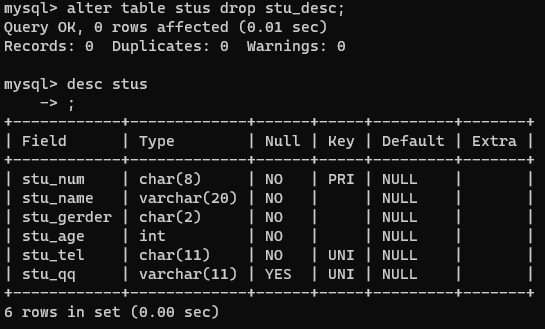 mysql> alter table stus drop stu_desc;
Query OK, 0 rows affected (0.01 sec)
Records: 0  Duplicates: 0  Warnings: 0

mysql> desc stus
    -> ;
+------------+-------------+------+-----+---------+-------+
| Field      | Type        | Null | Key | Default | Extra |
+------------+-------------+------+-----+---------+-------+
| stu_num    | char(8)     | NO   | PRI | NULL    |       |
| stu_name   | varchar(20) | NO   |     | NULL    |       |
| stu_gerder | char(2)     | NO   |     | NULL    |       |
| stu_age    | int         | NO   |     | NULL    |       |
| stu_tel    | char(11)    | NO   | UNI | NULL    |       |
| stu_qq     | varchar(11) | YES  | UNI | NULL    |       |
+------------+-------------+------+-----+---------+-------+
6 rows in set (0.00 sec)